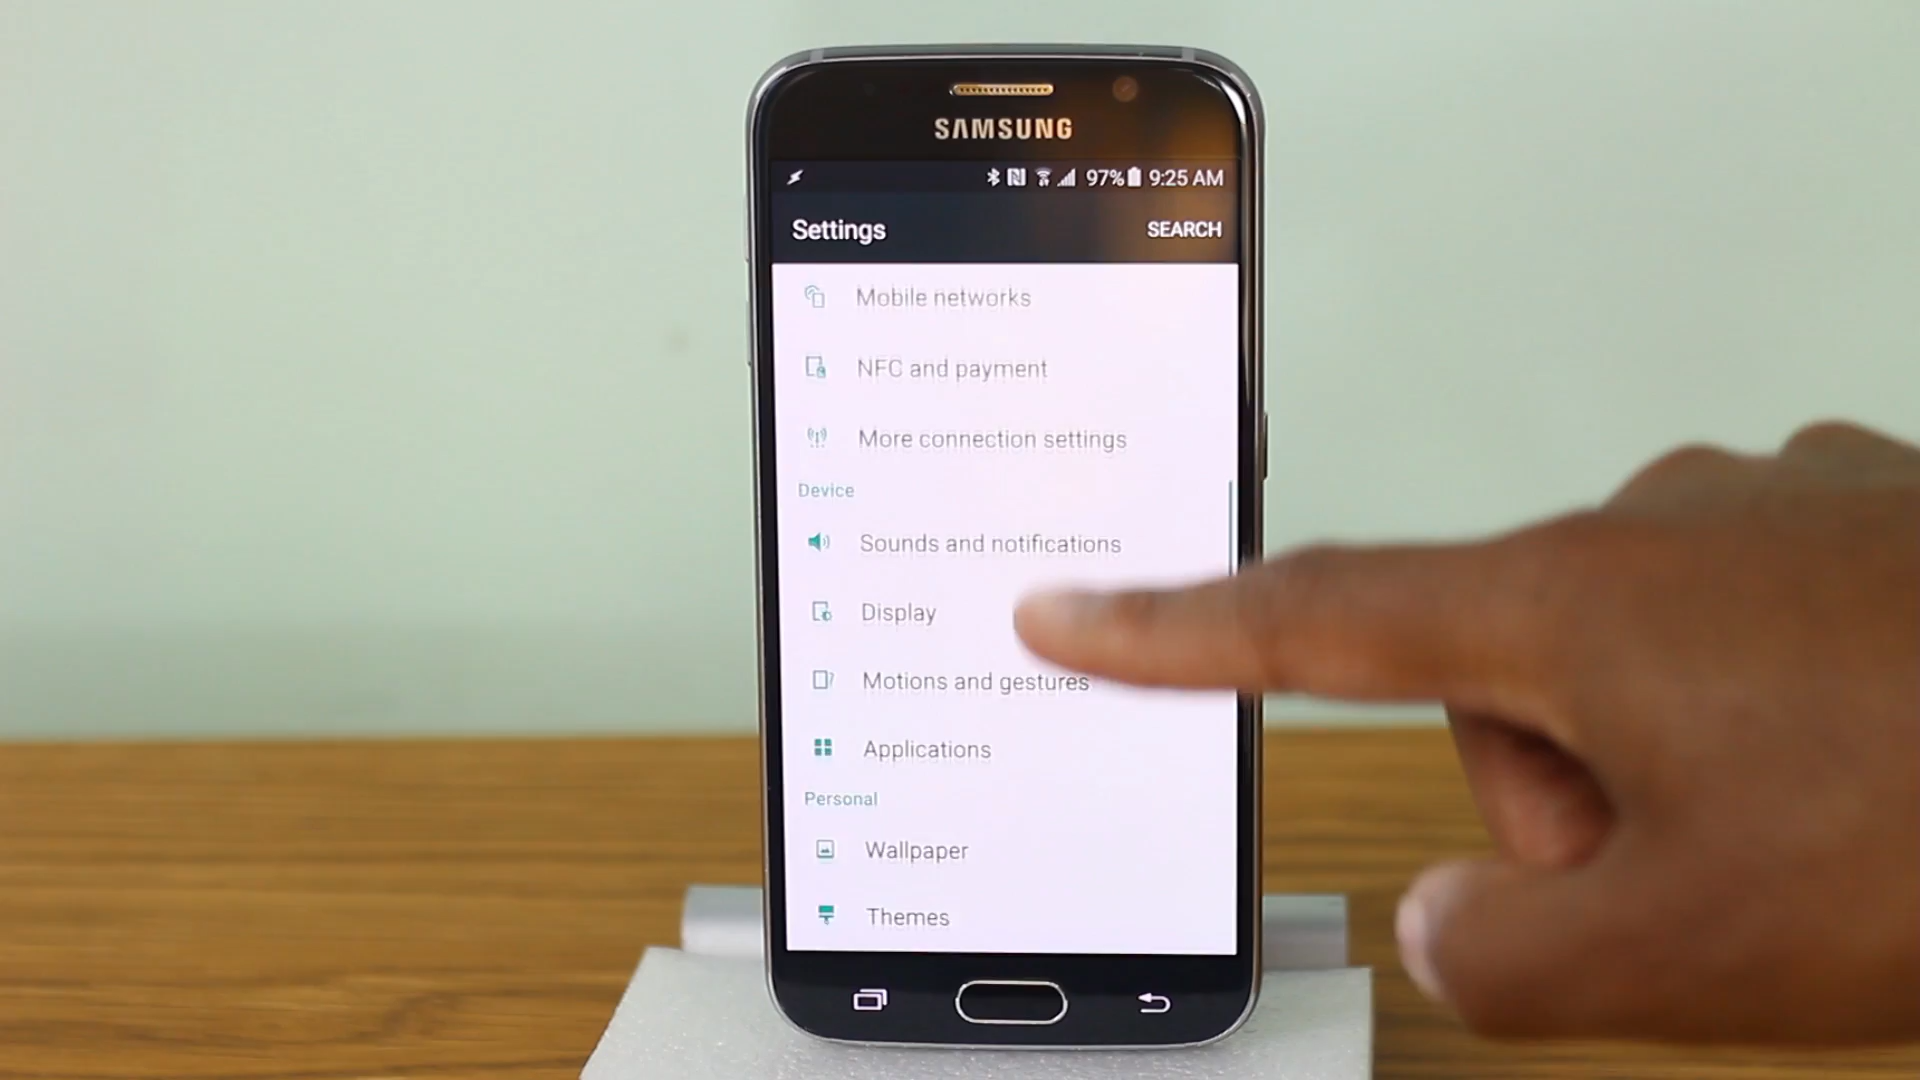 SAMSUNG
97% 9:25 AM
Settings SEARCH
Mobile networks
NFC and payment
More connection settings
Device
Sounds and notifications
Display
Motions and gestures
Applications
Personal
Wallpaper
Themes